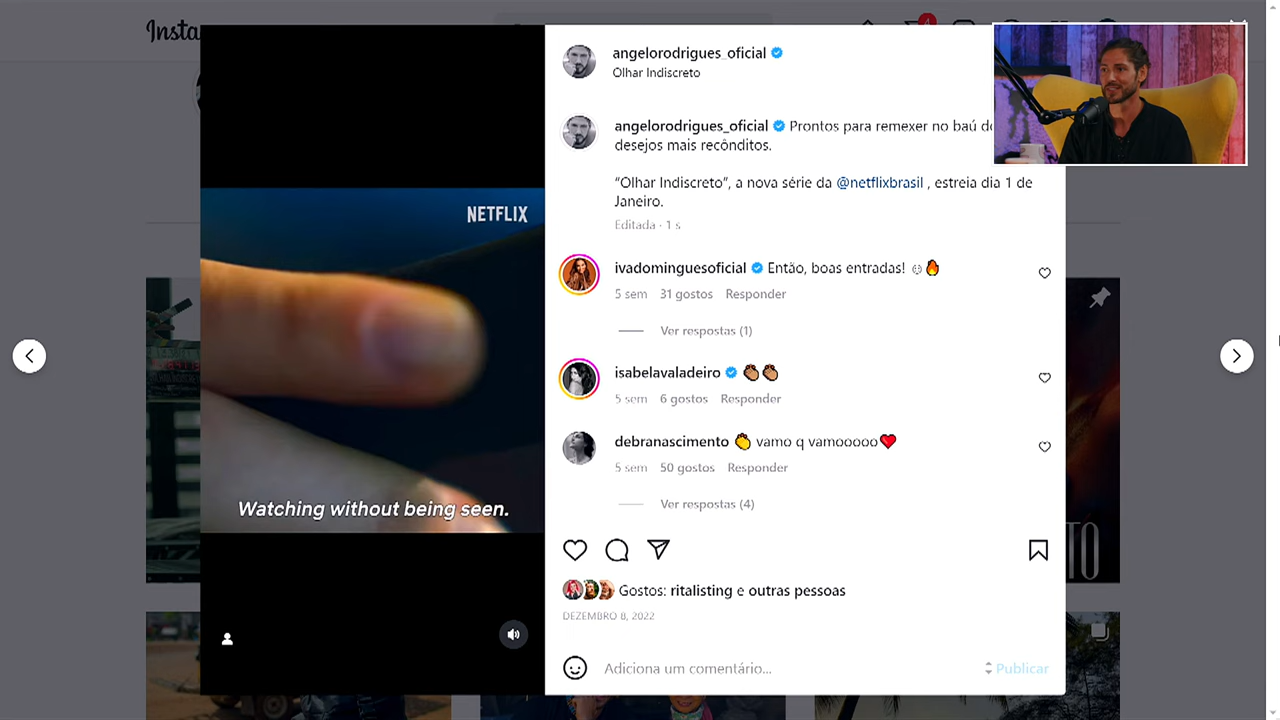 Insta
4
angelorodrigues_oficial
Olhar Indiscreto
angelorodrigues_oficial Prontos para remexer no baú
desejos mais recônditos.
“Olhar Indiscreto”, a nova série da @netflixbrasil , estreia dia 1 de
Janeiro.
Editada · 1 s
ivadominguesoficial Então, boas entradas! 🔥
5 sem 31 gostos Responder
Ver respostas (1)
isabelavaladeiro 👏🏽👏🏽
5 sem 6 gostos Responder
debranascimento 👏 vamo q vamooooo❤️
5 sem 50 gostos Responder
Ver respostas (4)
Gostos: ritalisting e outras pessoas
DEZEMBRO 8, 2022
Adiciona um comentário... Publicar
NETFLIX
Watching without being seen.